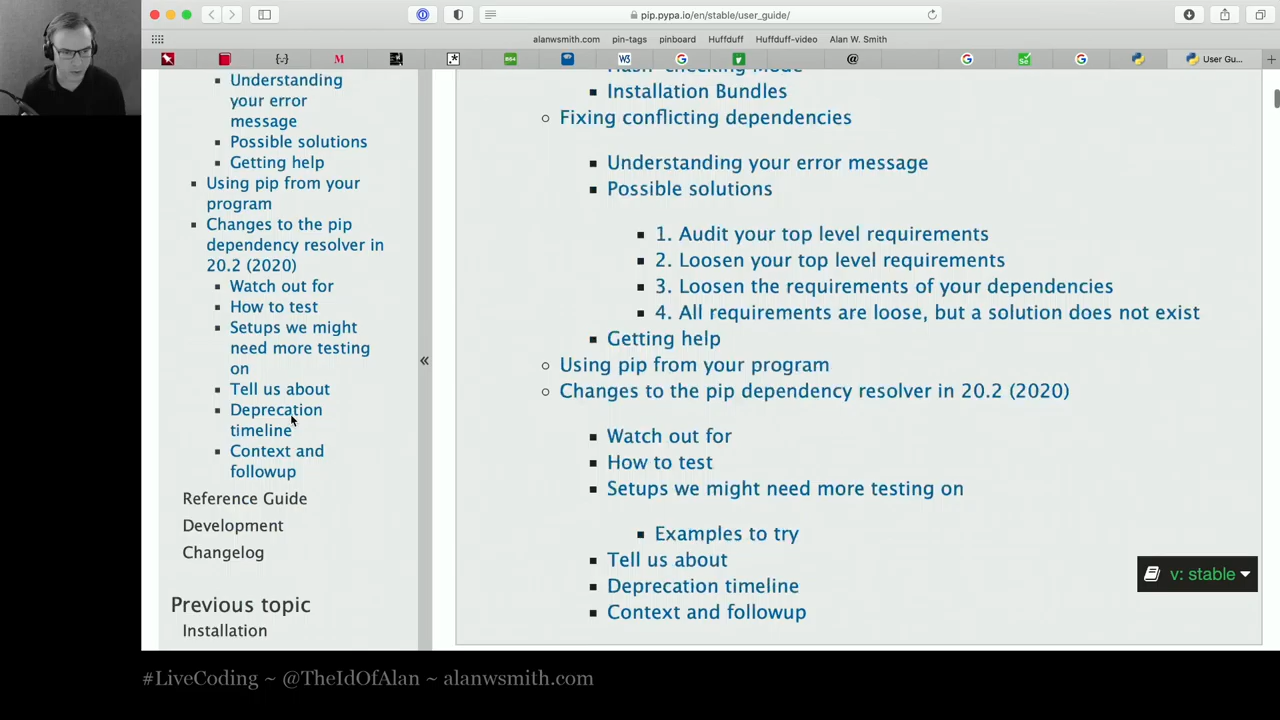 pip.pypa.io/en/stable/user_guide/
alanwsmith.com pin-tags pinboard Huffduff Huffduff-video Alan W. Smith
User Gu...
Understanding
your error
message
Possible solutions
Getting help
Using pip from your
program
Changes to the pip
dependency resolver in
20.2 (2020)
Watch out for
How to test
Setups we might
need more testing
on
Tell us about
Deprecation
timeline
Context and
followup
Reference Guide
Development
Changelog
Previous topic
Installation
«
Hash-checking Mode
Installation Bundles
Fixing conflicting dependencies
Understanding your error message
Possible solutions
1. Audit your top level requirements
2. Loosen your top level requirements
3. Loosen the requirements of your dependencies
4. All requirements are loose, but a solution does not exist
Getting help
Using pip from your program
Changes to the pip dependency resolver in 20.2 (2020)
Watch out for
How to test
Setups we might need more testing on
Examples to try
Tell us about
Deprecation timeline
Context and followup
v: stable
#LiveCoding ~ @TheIdOfAlan ~ alanwsmith.com